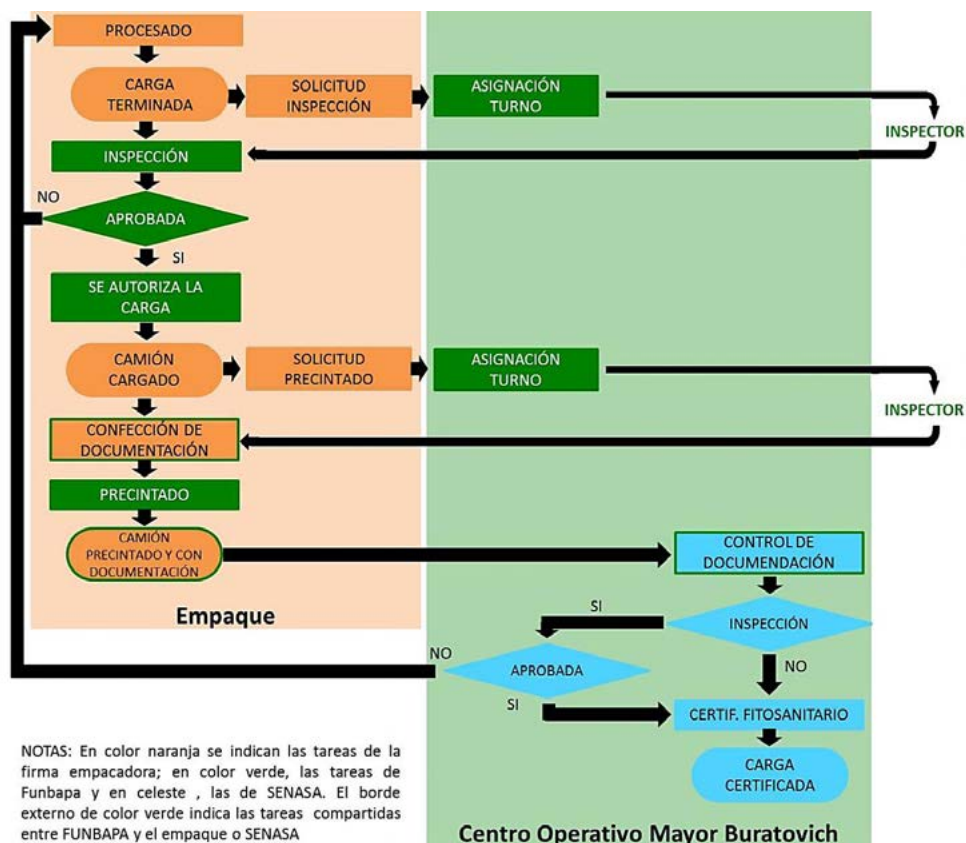 PROCESADO
CARGA
TERMINADA
SOLICITUD
INSPECCIÓN
ASIGNACIÓN
TURNO
INSPECTOR
INSPECCIÓN
NO
APROBADA
SI
SE AUTORIZA LA
CARGA
CAMIÓN
CARGADO
SOLICITUD
PRECINTADO
ASIGNACIÓN
TURNO
INSPECTOR
CONFECCIÓN DE
DOCUMENTACIÓN
PRECINTADO
CAMIÓN
PRECINTADO Y CON
DOCUMENTACIÓN
Empaque
CONTROL DE
DOCUMENDACIÓN
SI
INSPECCIÓN
NO
APROBADA
NO
SI
CERTIF. FITOSANITARIO
CARGA
CERTIFICADA
NOTAS: En color naranja se indican las tareas de la
firma empacadora; en color verde, las tareas de
Funbapa y en celeste , las de SENASA. El borde
externo de color verde indica las tareas compartidas
entre FUNBAPA y el empaque o SENASA
Centro Operativo Mayor Buratovich